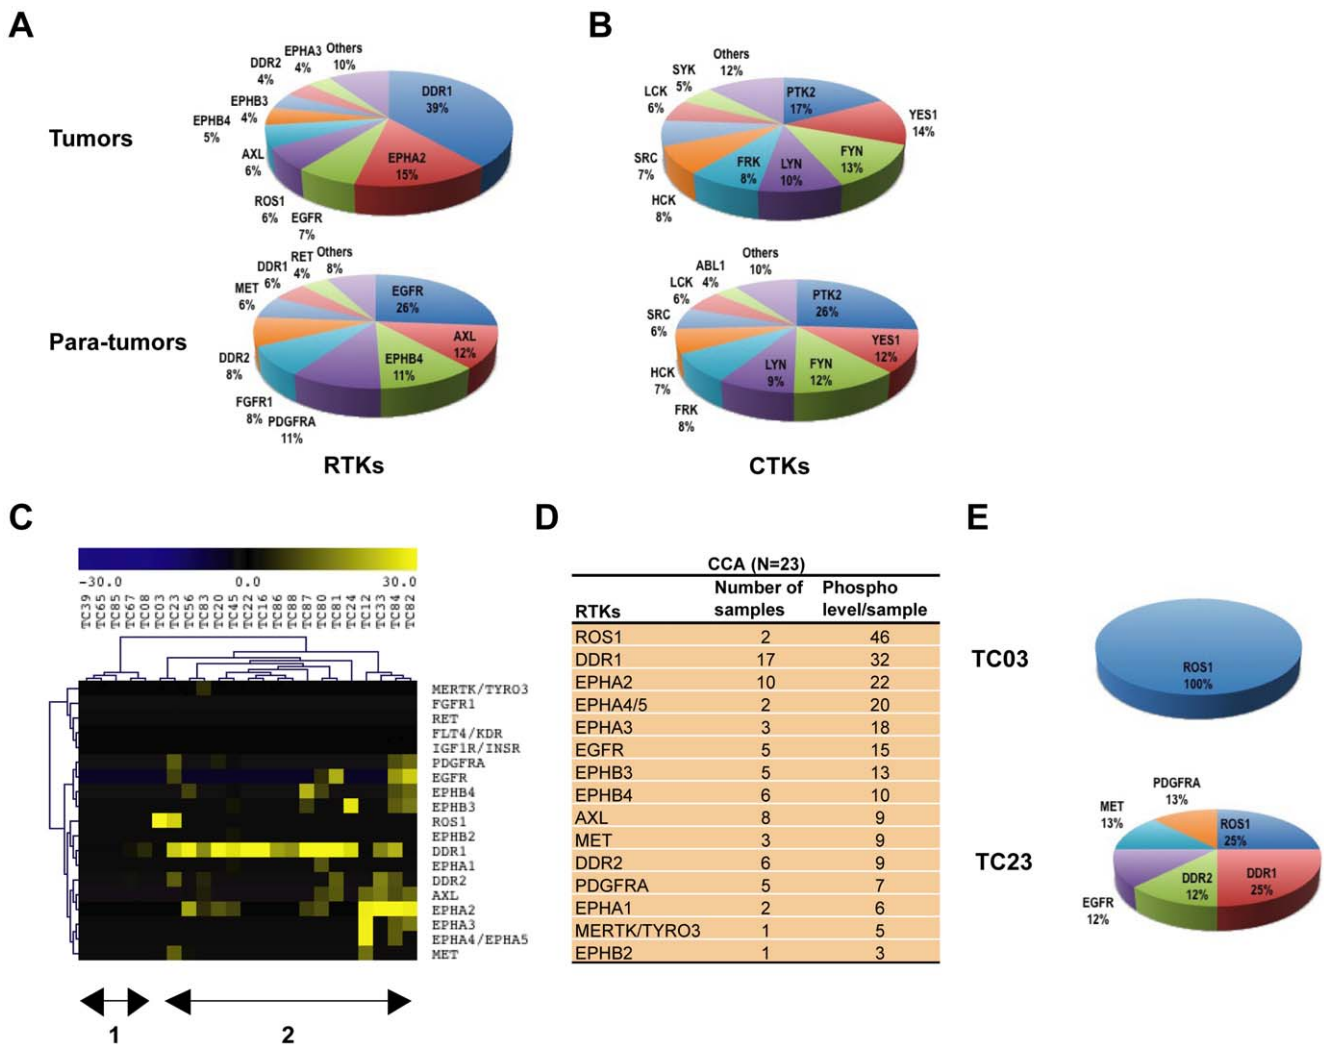 A
B
Tumors
DDR1
39%
EPHA2
15%
EGFR
7%
ROS1
6%
AXL
6%
EPHB4
5%
EPHB3
4%
DDR2
4%
EPHA3
4%
Others
10%
PTK2
17%
YES1
14%
FYN
13%
LYN
10%
FRK
8%
HCK
8%
SRC
7%
LCK
6%
SYK
5%
Others
12%
Para-tumors
EGFR
26%
AXL
12%
EPHB4
11%
PDGFRA
11%
FGFR1
8%
DDR2
8%
MET
6%
DDR1
6%
RET
4%
Others
8%
PTK2
26%
YES1
12%
FYN
12%
LYN
9%
FRK
8%
HCK
7%
SRC
6%
LCK
6%
ABL1
4%
Others
10%
RTKs
CTKs
C
-30.0 0.0 30.0
TC39
TC65
TC85
TC67
TC08
TC03
TC23
TC56
TC83
TC20
TC45
TC22
TC16
TC86
TC88
TC87
TC80
TC81
TC24
TC12
TC33
TC84
TC82
MERTK/TYRO3
FGFR1
RET
FLT4/KDR
IGF1R/INSR
PDGFRA
EGFR
EPHB4
EPHB3
ROS1
EPHB2
DDR1
EPHA1
DDR2
AXL
EPHA2
EPHA3
EPHA4/EPHA5
MET
1
2
D
CCA (N=23)
RTKs Number of samples Phospho level/sample
ROS1 2 46
DDR1 17 32
EPHA2 10 22
EPHA4/5 2 20
EPHA3 3 18
EGFR 5 15
EPHB3 5 13
EPHB4 6 10
AXL 8 9
MET 3 9
DDR2 6 9
PDGFRA 5 7
EPHA1 2 6
MERTK/TYRO3 1 5
EPHB2 1 3
E
TC03
ROS1
100%
TC23
ROS1
25%
DDR1
25%
DDR2
12%
EGFR
12%
MET
13%
PDGFRA
13%